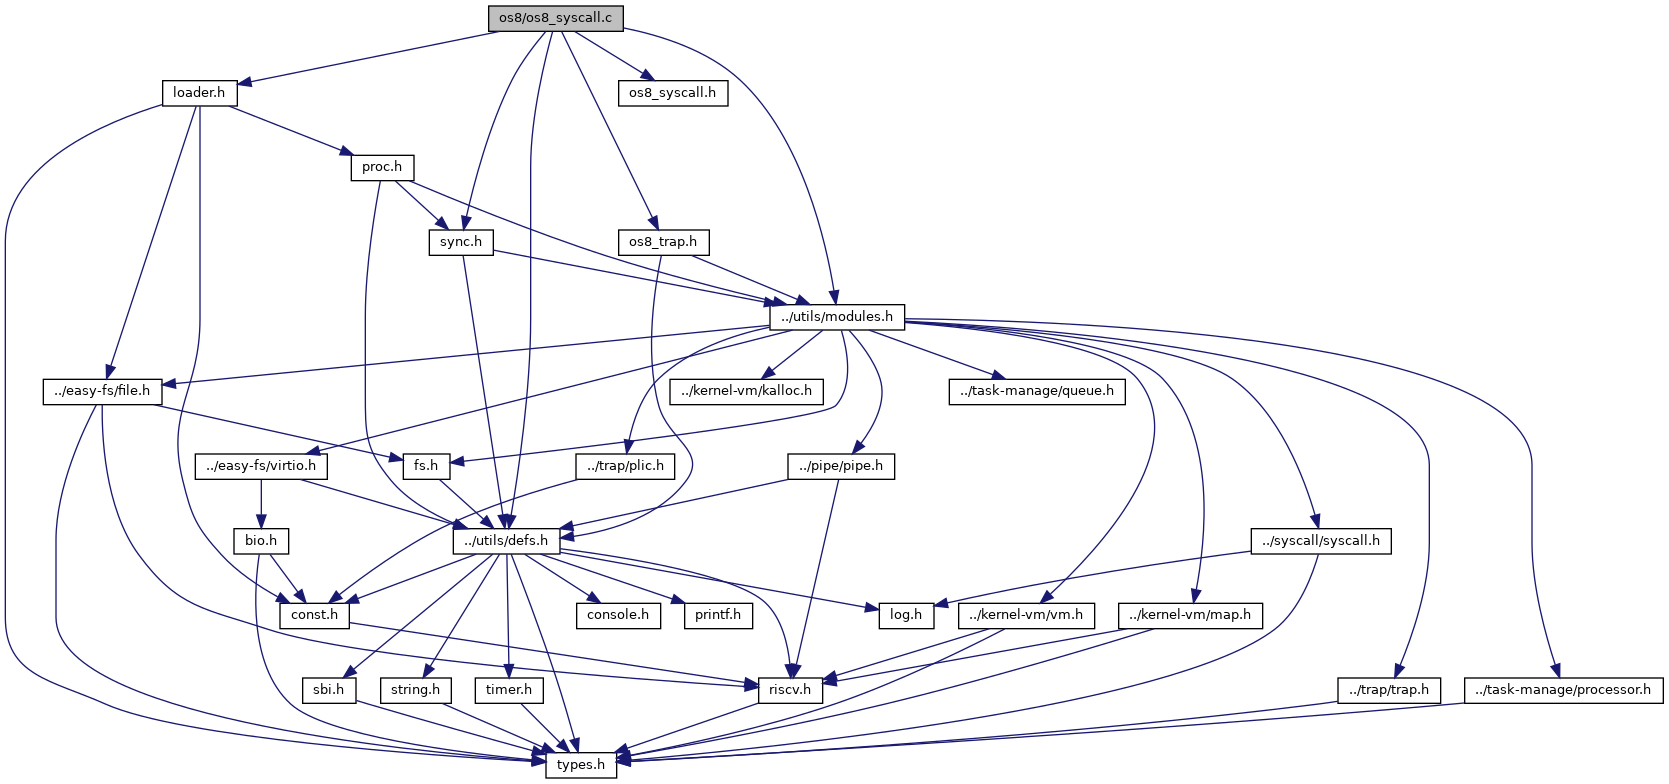 os8/os8_syscall.c
loader.h
os8_syscall.h
proc.h
sync.h
os8_trap.h
../utils/modules.h
../easy-fs/file.h
../kernel-vm/kalloc.h
../task-manage/queue.h
../easy-fs/virtio.h
fs.h
../trap/plic.h
../pipe/pipe.h
bio.h
../utils/defs.h
../syscall/syscall.h
const.h
console.h
printf.h
log.h
../kernel-vm/vm.h
../kernel-vm/map.h
sbi.h
string.h
timer.h
riscv.h
../trap/trap.h
../task-manage/processor.h
types.h